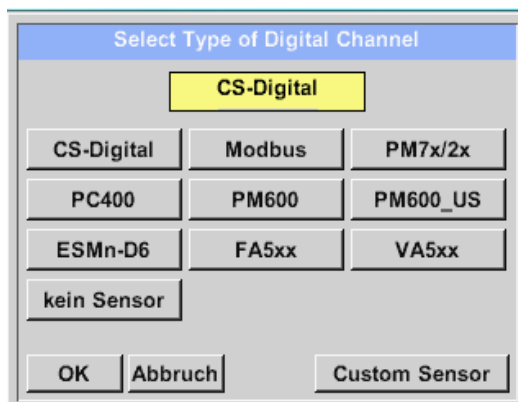 Select Type of Digital Channel
CS-Digital
CS-Digital Modbus PM7x/2x
PC400 PM600 PM600_US
ESMn-D6 FA5xx VA5xx
kein Sensor
OK Abbruch Custom Sensor